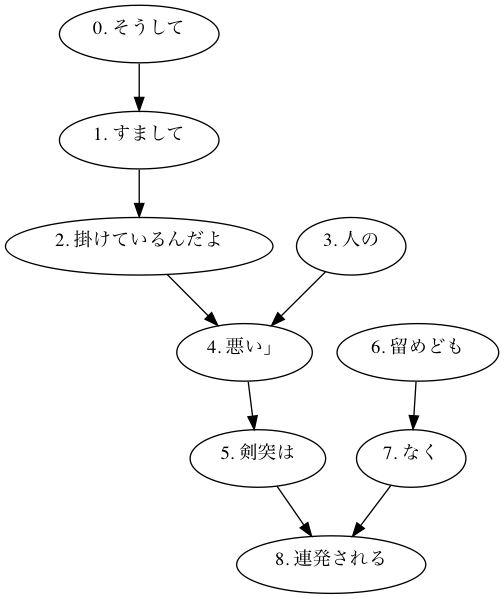 0. そうして
1. すまして
2. 掛けているんだよ
3. 人の
4. 悪い」
6. 留めども
5. 剣突は
7. なく
8. 連発される